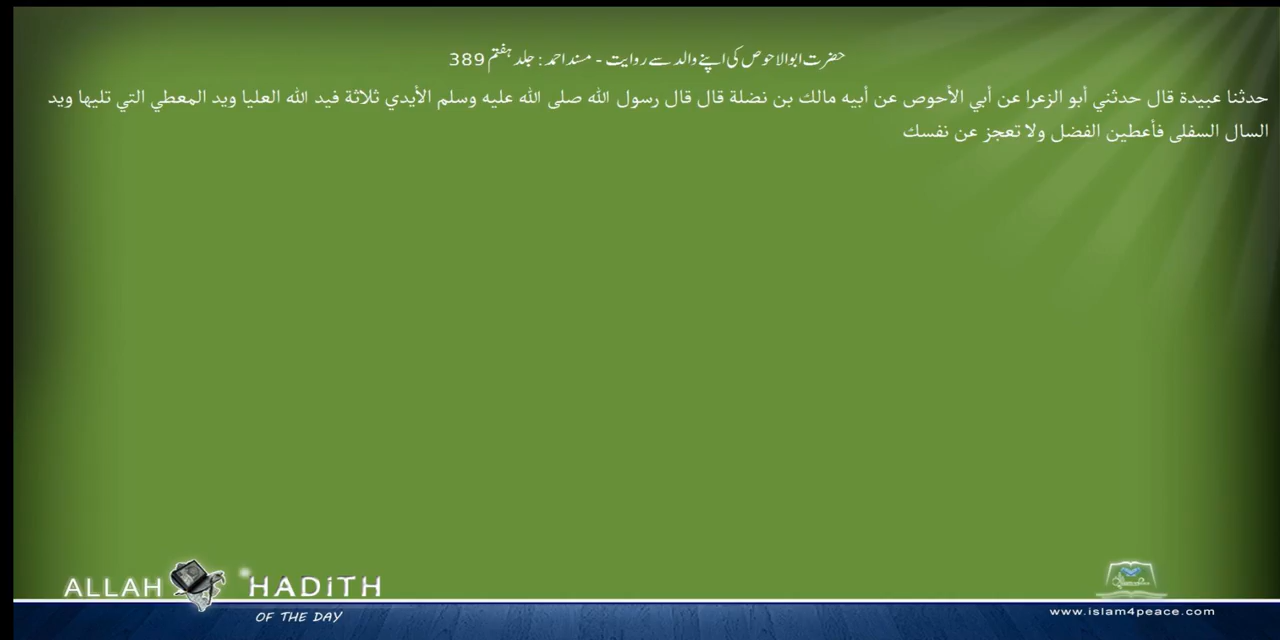 حضرت ابوالاحوص کی اپنے والد سے روایت - مسند احمد : جلد ہفتم 389
حدثنا عبيدة قال حدثني أبو الزعرا عن أبي الأحوص عن أبيه مالك بن نضلة قال قال رسول الله صلى الله عليه وسلم الأيدي ثلاثة فيد الله العليا ويد المعطي التي تليها ويد
السال السفلى فأعطين الفضل ولا تعجز عن نفسك
ALLAH HADITH
OF THE DAY
www.islam4peace.com